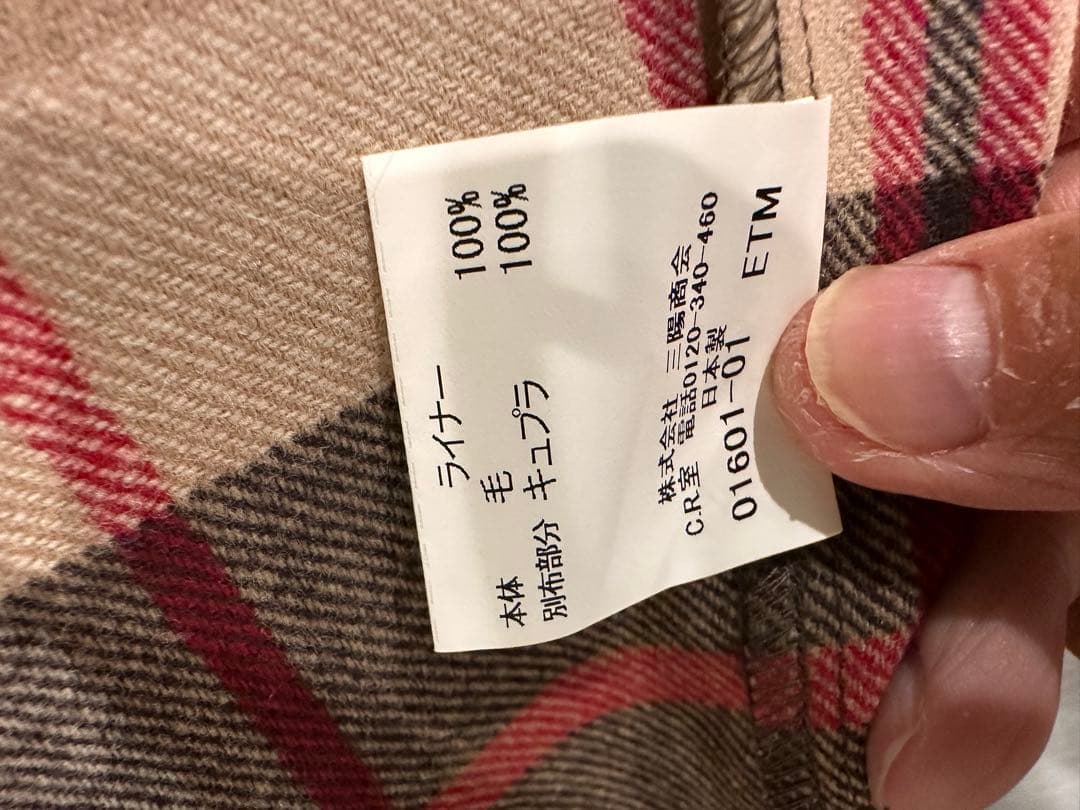 ライナー
本体 毛 100%
別布部分 キュプラ 100%
株式会社 三陽商会
C.R室 電話0120-340-460
日本製
01601-01 ETM